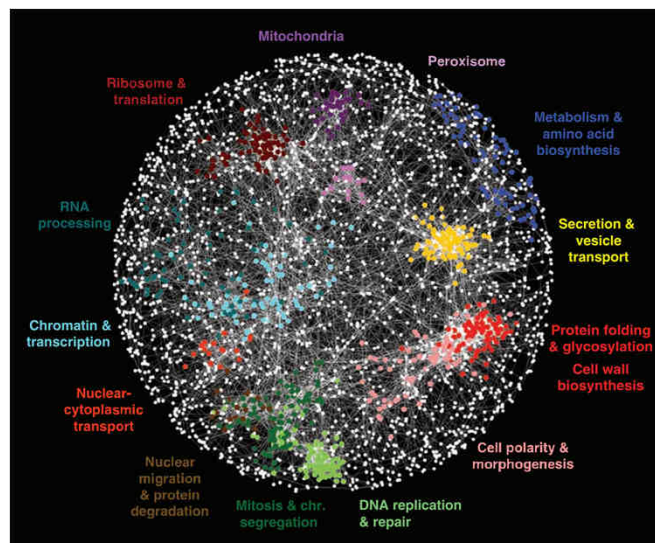 Mitochondria
Peroxisome
Ribosome &
translation
Metabolism &
amino acid
biosynthesis
RNA
processing
Secretion &
vesicle
transport
Chromatin &
transcription
Protein folding
& glycosylation
Cell wall
biosynthesis
Nuclear-
cytoplasmic
transport
Cell polarity &
morphogenesis
Nuclear
migration
& protein
degradation
Mitosis & chr.
segregation
DNA replication
& repair